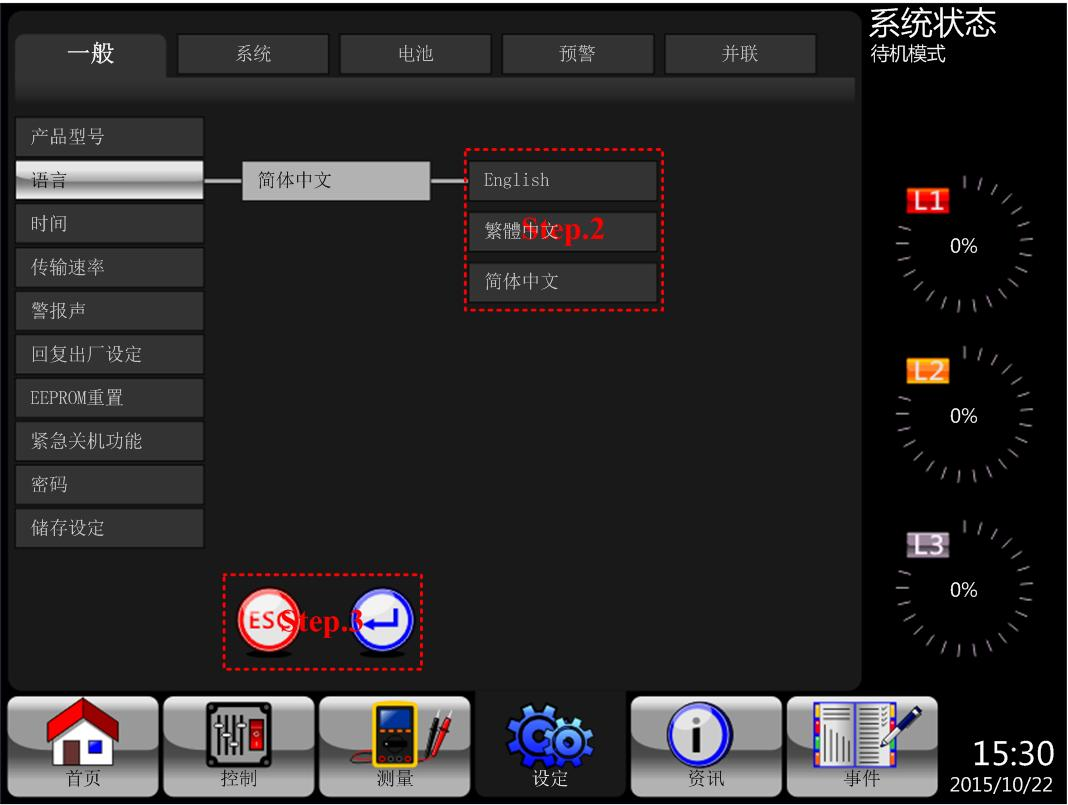 系统状态
待机模式
一般
系统
电池
预警
并联
产品型号
语言
时间
传输速率
警报声
回复出厂设定
EEPROM重置
紧急关机功能
密码
储存设定
简体中文
English
繁體中文
Step.2
简体中文
ESC
Step.3
L1
0%
L2
0%
L3
0%
首页
控制
测量
设定
资讯
事件
15:30
2015/10/22